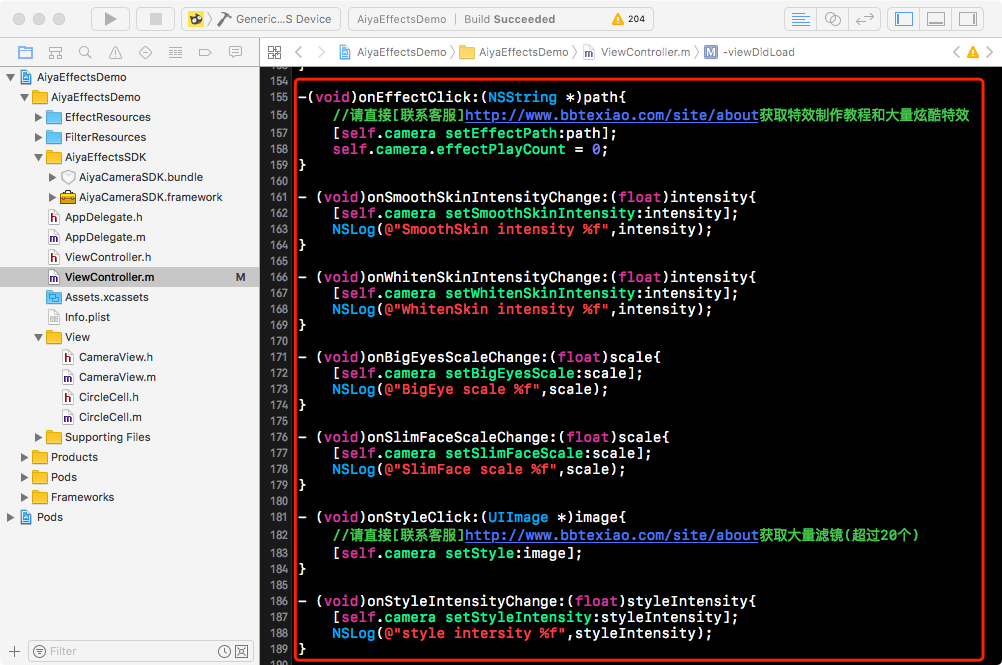 Generic...S Device
AiyaEffectsDemo | Build Succeeded
204
AiyaEffectsDemo
AiyaEffectsDemo
ViewController.m
M
-viewDidLoad
AiyaEffectsDemo
AiyaEffectsDemo
EffectResources
FilterResources
AiyaEffectsSDK
AiyaCameraSDK.bundle
AiyaCameraSDK.framework
h AppDelegate.h
m AppDelegate.m
h ViewController.h
m ViewController.m M
Assets.xcassets
Info.plist
View
h CameraView.h
m CameraView.m
h CircleCell.h
m CircleCell.m
Supporting Files
Products
Pods
Frameworks
Pods
Filter
154
155 -(void)onEffectClick:(NSString *)path{
156 //请直接[联系客服]http://www.bbtexiao.com/site/about获取特效制作教程和大量炫酷特效
157 [self.camera setEffectPath:path];
158 self.camera.effectPlayCount = 0;
159 }
160
161 - (void)onSmoothSkinIntensityChange:(float)intensity{
162 [self.camera setSmoothSkinIntensity:intensity];
163 NSLog(@"SmoothSkin intensity %f",intensity);
164 }
165
166 - (void)onWhitenSkinIntensityChange:(float)intensity{
167 [self.camera setWhitenSkinIntensity:intensity];
168 NSLog(@"WhitenSkin intensity %f",intensity);
169 }
170
171 - (void)onBigEyesScaleChange:(float)scale{
172 [self.camera setBigEyesScale:scale];
173 NSLog(@"BigEye scale %f",scale);
174 }
175
176 - (void)onSlimFaceScaleChange:(float)scale{
177 [self.camera setSlimFaceScale:scale];
178 NSLog(@"SlimFace scale %f",scale);
179 }
180
181 - (void)onStyleClick:(UIImage *)image{
182 //请直接[联系客服]http://www.bbtexiao.com/site/about获取大量滤镜(超过20个)
183 [self.camera setStyle:image];
184 }
185
186 - (void)onStyleIntensityChange:(float)styleIntensity{
187 [self.camera setStyleIntensity:styleIntensity];
188 NSLog(@"style intersity %f",styleIntensity);
189 }